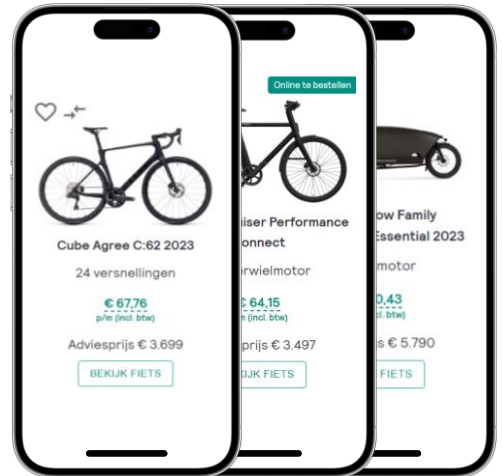 Cube Agree C:62 2023
24 versnellingen
€ 67,76
p/m (incl. btw)
Adviesprijs € 3.699
BEKIJK FIETS
Online te bestellen
iser Performance
onnect
rwielmotor
€ 64,15
(incl. btw)
prijs € 3.497
IJK FIETS
ow Family
Essential 2023
motor
0,43
cl. btw)
s € 5.790
FIETS